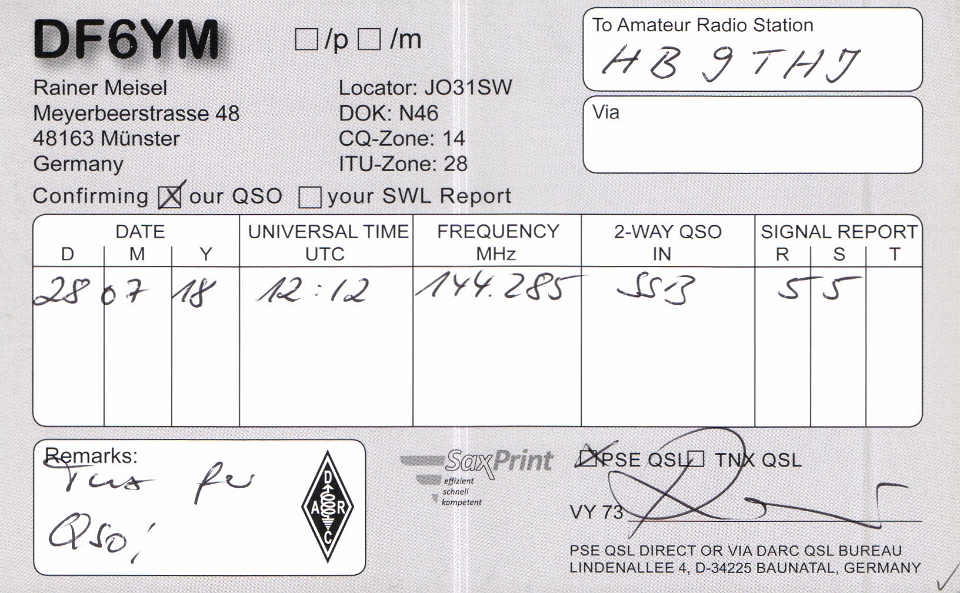 DF6YM
/p /m
Rainer Meisel
Meyerbeerstrasse 48
48163 Münster
Germany
Locator: JO31SW
DOK: N46
CQ-Zone: 14
ITU-Zone: 28
To Amateur Radio Station
HB9THJ
Via
Confirming our QSO your SWL Report
DATE UNIVERSAL TIME FREQUENCY 2-WAY QSO SIGNAL REPORT
D M Y UTC MHz IN R S T
28 07 18 12:12 144.285 SSB 5 5
Remarks:
Tnx fr
QSO!
DARC
SaxPrint
effizient
schnell
kompetent
PSE QSL TNX QSL
VY 73
PSE QSL DIRECT OR VIA DARC QSL BUREAU
LINDENALLEE 4, D-34225 BAUNATAL, GERMANY